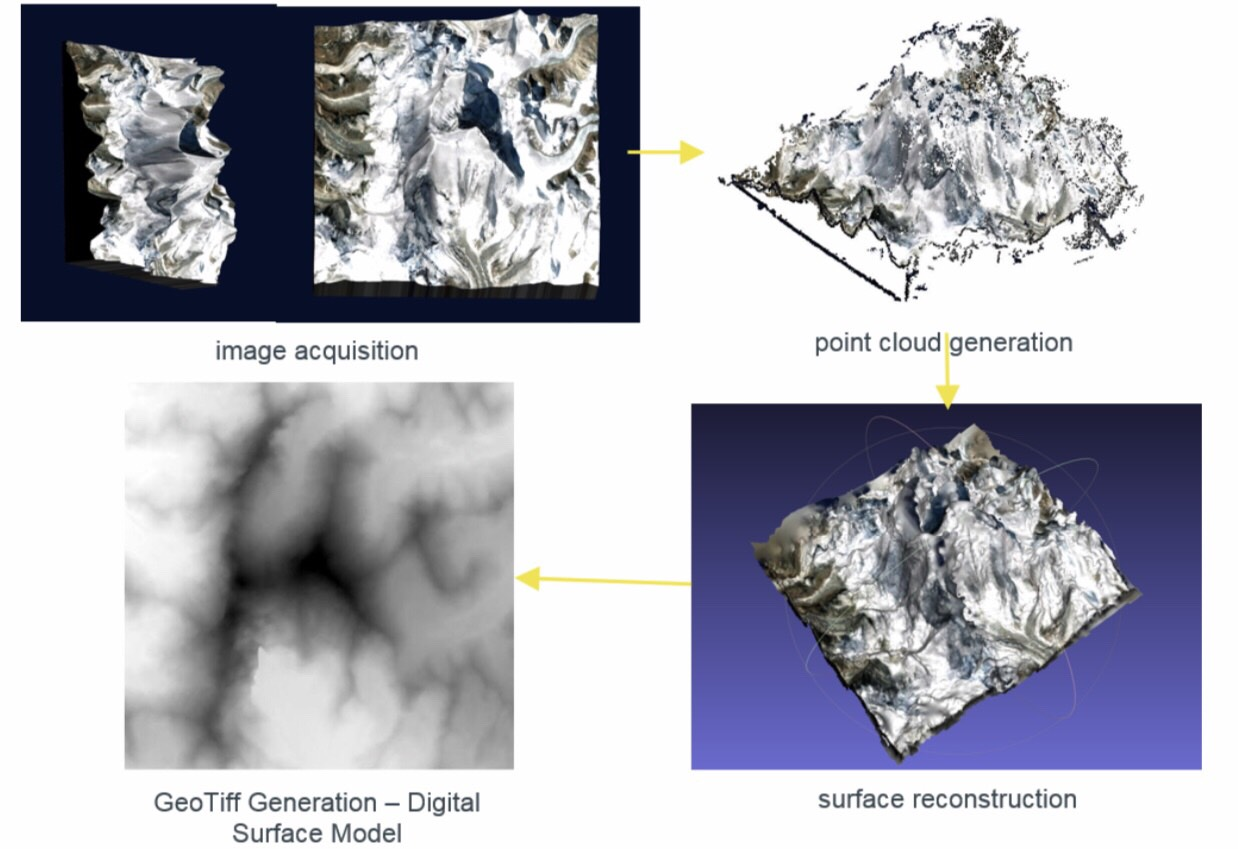 image acquisition
point cloud generation
surface reconstruction
GeoTiff Generation – Digital
Surface Model